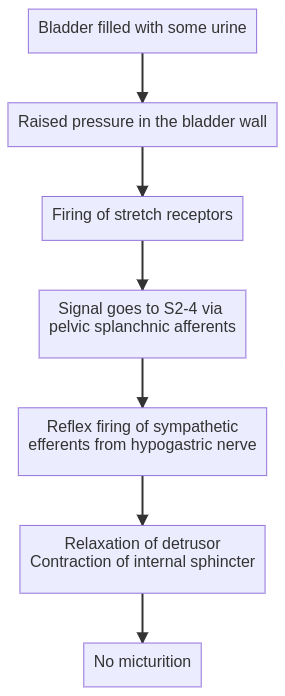 Bladder filled with some urine
Raised pressure in the bladder wall
Firing of stretch receptors
Signal goes to S2-4 via
pelvic splanchnic afferents
Reflex firing of sympathetic
efferents from hypogastric nerve
Relaxation of detrusor
Contraction of internal sphincter
No micturition